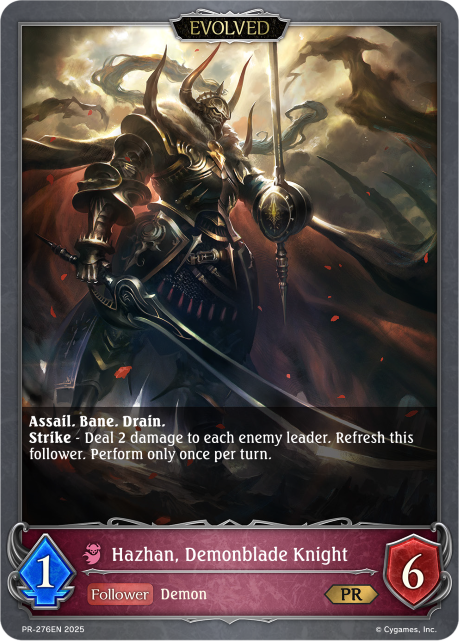 EVOLVED
Assail. Bane. Drain.
Strike - Deal 2 damage to each enemy leader. Refresh this
follower. Perform only once per turn.
Hazhan, Demonblade Knight
1
6
Follower Demon PR
PR-276EN 2025 © Cygames, Inc.